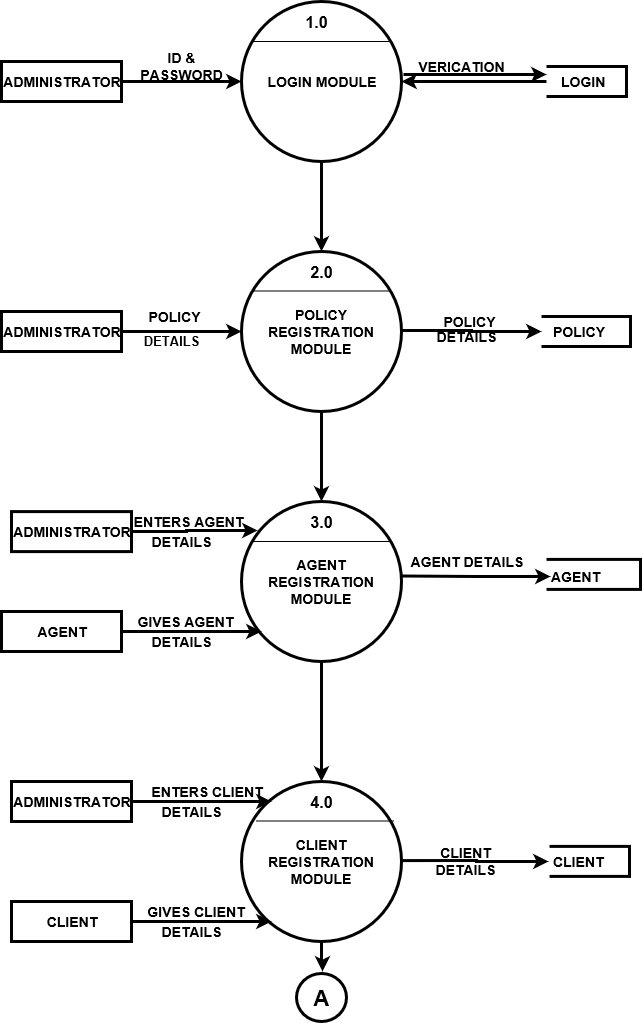 1.0
ID &
PASSWORD
VERICATION
ADMINISTRATOR
LOGIN MODULE
LOGIN
2.0
POLICY
DETAILS
ADMINISTRATOR
POLICY
REGISTRATION
MODULE
POLICY
DETAILS
POLICY
3.0
ENTERS AGENT
DETAILS
ADMINISTRATOR
AGENT
REGISTRATION
MODULE
AGENT DETAILS
AGENT
GIVES AGENT
DETAILS
AGENT
4.0
ENTERS CLIENT
DETAILS
ADMINISTRATOR
CLIENT
REGISTRATION
MODULE
CLIENT
DETAILS
CLIENT
GIVES CLIENT
DETAILS
CLIENT
A